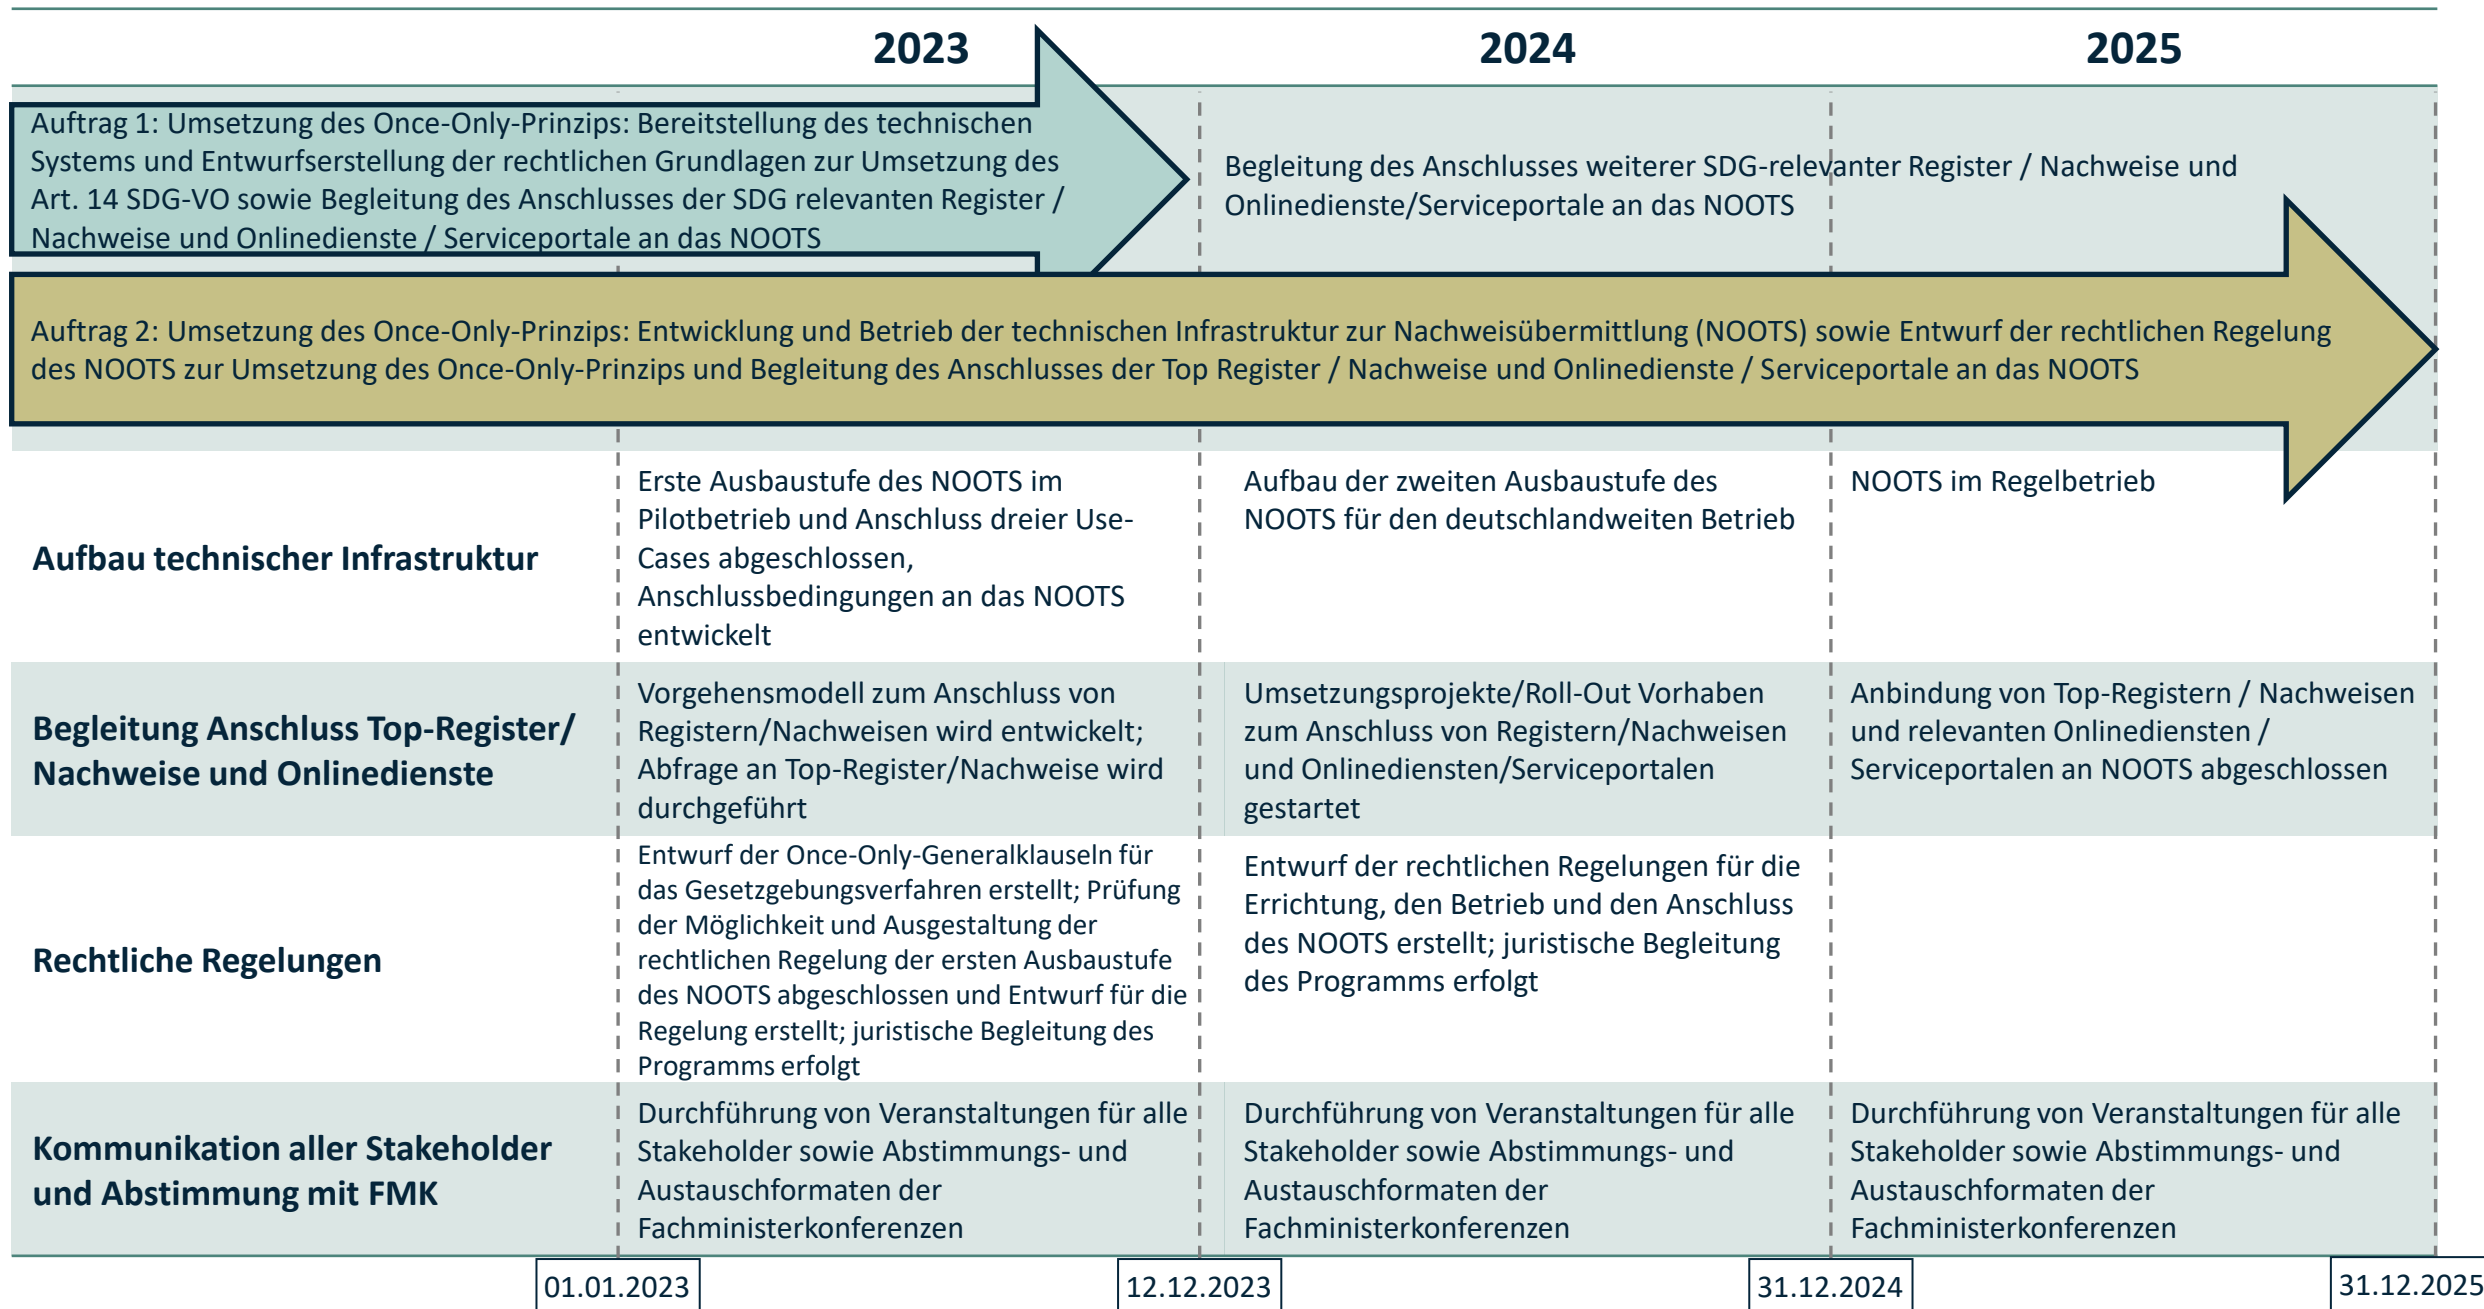 2023
2024
2025
Auftrag 1: Umsetzung des Once-Only-Prinzips: Bereitstellung des technischen
Systems und Entwurfserstellung der rechtlichen Grundlagen zur Umsetzung des
Art. 14 SDG-VO sowie Begleitung des Anschlusses der SDG relevanten Register /
Nachweise und Onlinedienste / Serviceportale an das NOOTS
Begleitung des Anschlusses weiterer SDG-relevanter Register / Nachweise und
Onlinedienste/Serviceportale an das NOOTS
Auftrag 2: Umsetzung des Once-Only-Prinzips: Entwicklung und Betrieb der technischen Infrastruktur zur Nachweisübermittlung (NOOTS) sowie Entwurf der rechtlichen Regelung
des NOOTS zur Umsetzung des Once-Only-Prinzips und Begleitung des Anschlusses der Top Register / Nachweise und Onlinedienste / Serviceportale an das NOOTS
Aufbau technischer Infrastruktur
Erste Ausbaustufe des NOOTS im
Pilotbetrieb und Anschluss dreier Use-
Cases abgeschlossen,
Anschlussbedingungen an das NOOTS
entwickelt
Aufbau der zweiten Ausbaustufe des
NOOTS für den deutschlandweiten Betrieb
NOOTS im Regelbetrieb
Begleitung Anschluss Top-Register/
Nachweise und Onlinedienste
Vorgehensmodell zum Anschluss von
Registern/Nachweisen wird entwickelt;
Abfrage an Top-Register/Nachweise wird
durchgeführt
Umsetzungsprojekte/Roll-Out Vorhaben
zum Anschluss von Registern/Nachweisen
und Onlinediensten/Serviceportalen
gestartet
Anbindung von Top-Registern / Nachweisen
und relevanten Onlinediensten /
Serviceportalen an NOOTS abgeschlossen
Rechtliche Regelungen
Entwurf der Once-Only-Generalklauseln für
das Gesetzgebungsverfahren erstellt; Prüfung
der Möglichkeit und Ausgestaltung der
rechtlichen Regelung der ersten Ausbaustufe
des NOOTS abgeschlossen und Entwurf für die
Regelung erstellt; juristische Begleitung des
Programms erfolgt
Entwurf der rechtlichen Regelungen für die
Errichtung, den Betrieb und den Anschluss
des NOOTS erstellt; juristische Begleitung
des Programms erfolgt
Kommunikation aller Stakeholder
und Abstimmung mit FMK
Durchführung von Veranstaltungen für alle
Stakeholder sowie Abstimmungs- und
Austauschformaten der
Fachministerkonferenzen
Durchführung von Veranstaltungen für alle
Stakeholder sowie Abstimmungs- und
Austauschformaten der
Fachministerkonferenzen
Durchführung von Veranstaltungen für alle
Stakeholder sowie Abstimmungs- und
Austauschformaten der
Fachministerkonferenzen
01.01.2023
12.12.2023
31.12.2024
31.12.2025